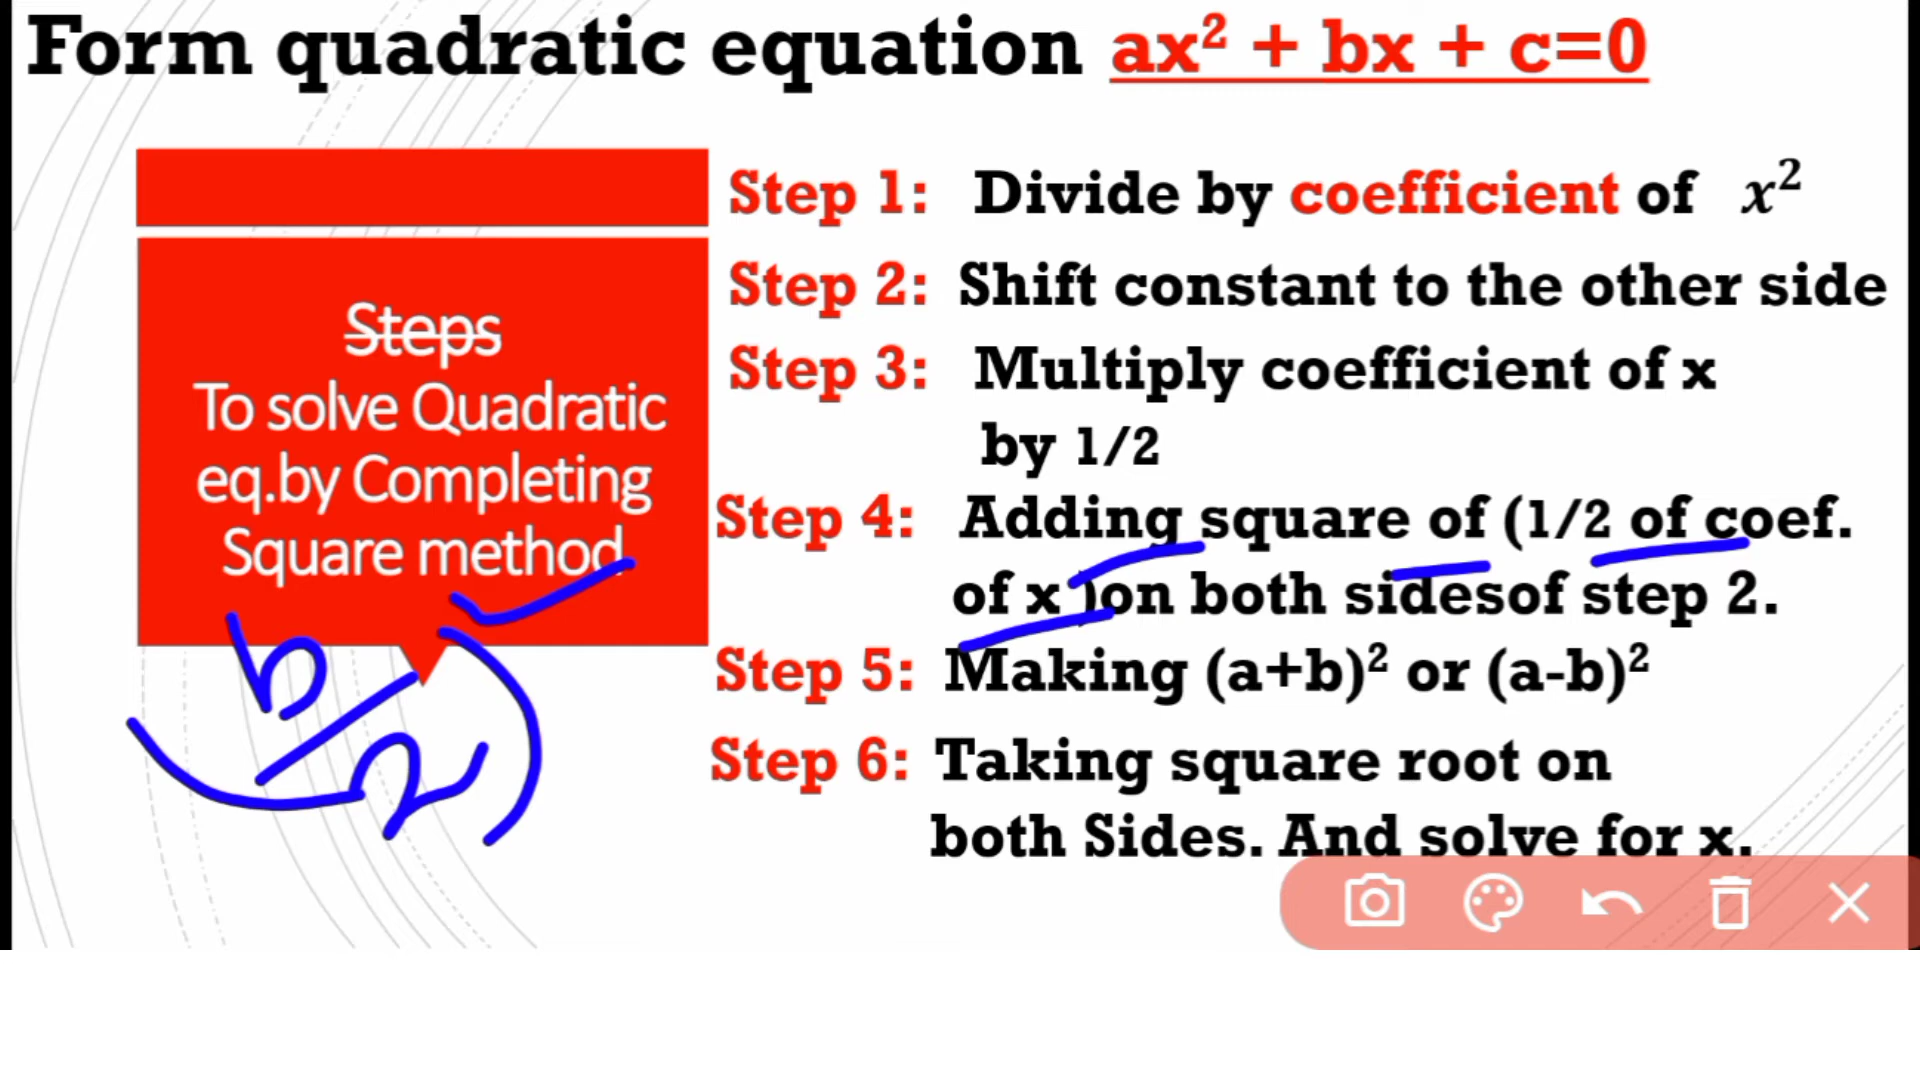 Form quadratic equation ax² + bx + c=0
Steps
To solve Quadratic
eq.by Completing
Square method
Step 1: Divide by coefficient of x²
Step 2: Shift constant to the other side
Step 3: Multiply coefficient of x
by 1/2
Step 4: Adding square of (1/2 of coef.
of x )on both sidesof step 2.
Step 5: Making (a+b)² or (a-b)²
Step 6: Taking square root on
both Sides. And solve for x.
b
2